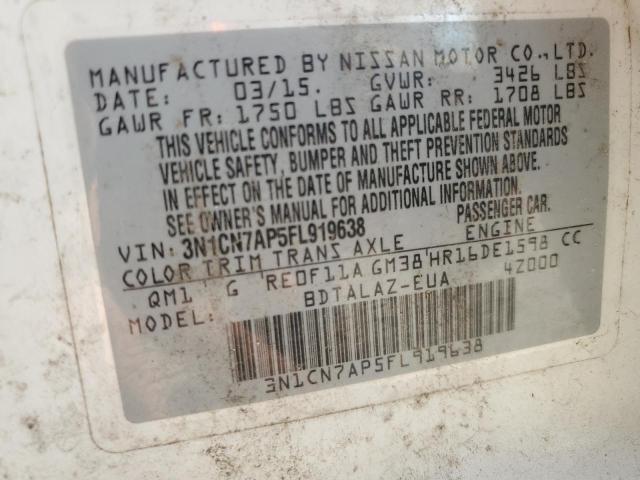 MANUFACTURED BY NISSAN MOTOR CO.,LTD.
DATE: 03/15. GVWR: 3426 LBS
GAWR FR: 1750 LBS GAWR RR: 1708 LBS
THIS VEHICLE CONFORMS TO ALL APPLICABLE FEDERAL MOTOR
VEHICLE SAFETY, BUMPER AND THEFT PREVENTION STANDARDS
IN EFFECT ON THE DATE OF MANUFACTURE SHOWN ABOVE.
SEE OWNER'S MANUAL FOR ADDITIONAL INFORMATION.
VIN: 3N1CN7AP5FL919638 PASSENGER CAR.
COLOR TRIM TRANS AXLE ENGINE
QM1 G RE0F11A GM38 HR16DE1598 CC
MODEL: BDTALAZ-EUA 4Z000
3N1CN7AP5FL919638